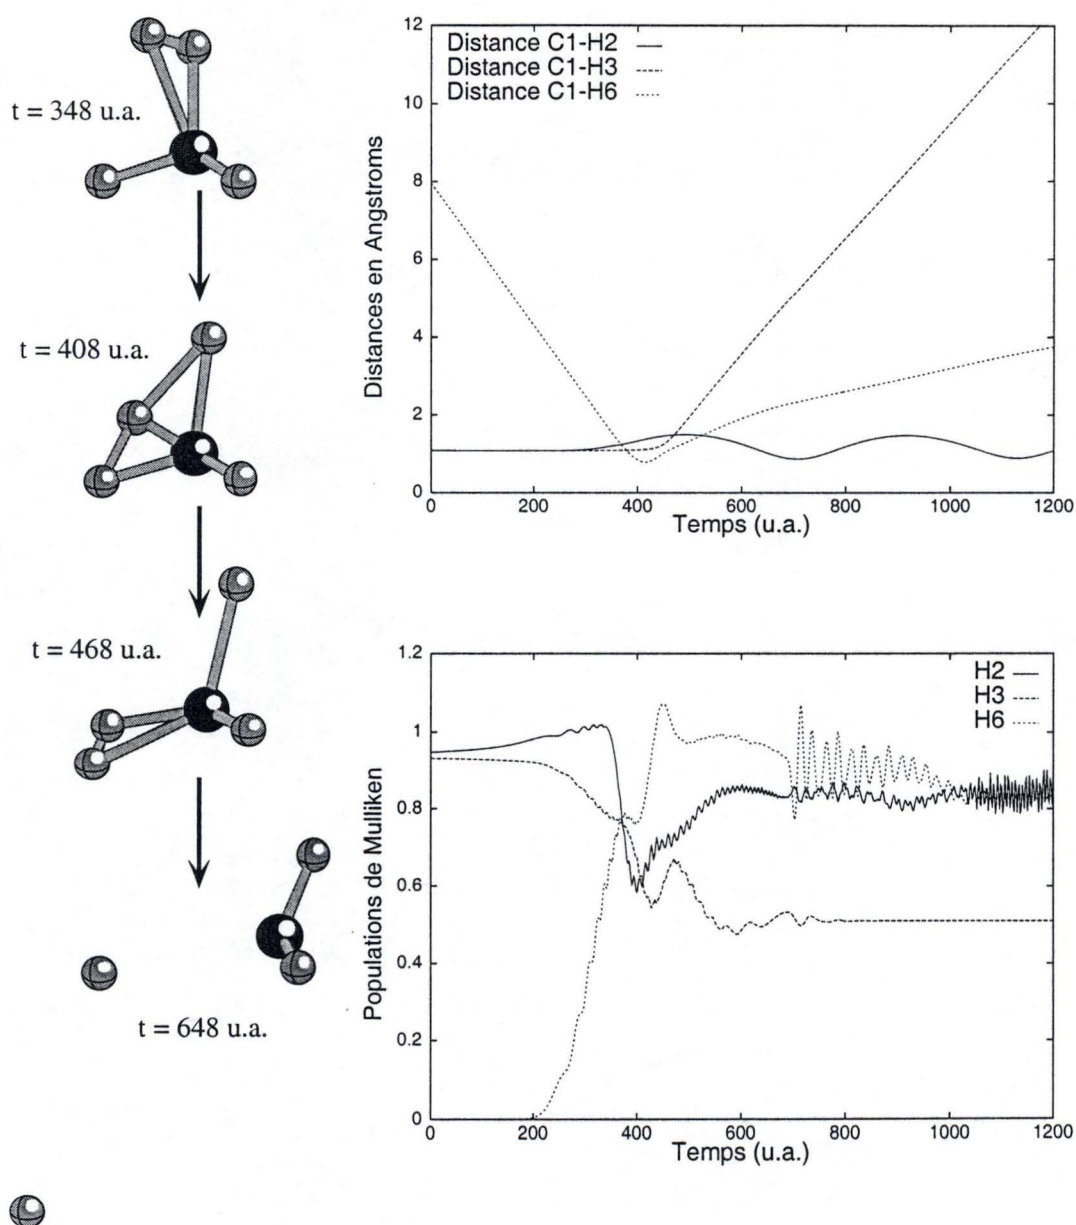 t = 348 u.a.
t = 408 u.a.
t = 468 u.a.
t = 648 u.a.
Distance C1-H2
Distance C1-H3
Distance C1-H6
Distances en Angstroms
12
10
8
6
4
2
0
0 200 400 600 800 1000 1200
Temps (u.a.)
H2
H3
H6
Populations de Mulliken
1.2
1
0.8
0.6
0.4
0.2
0
0 200 400 600 800 1000 1200
Temps (u.a.)